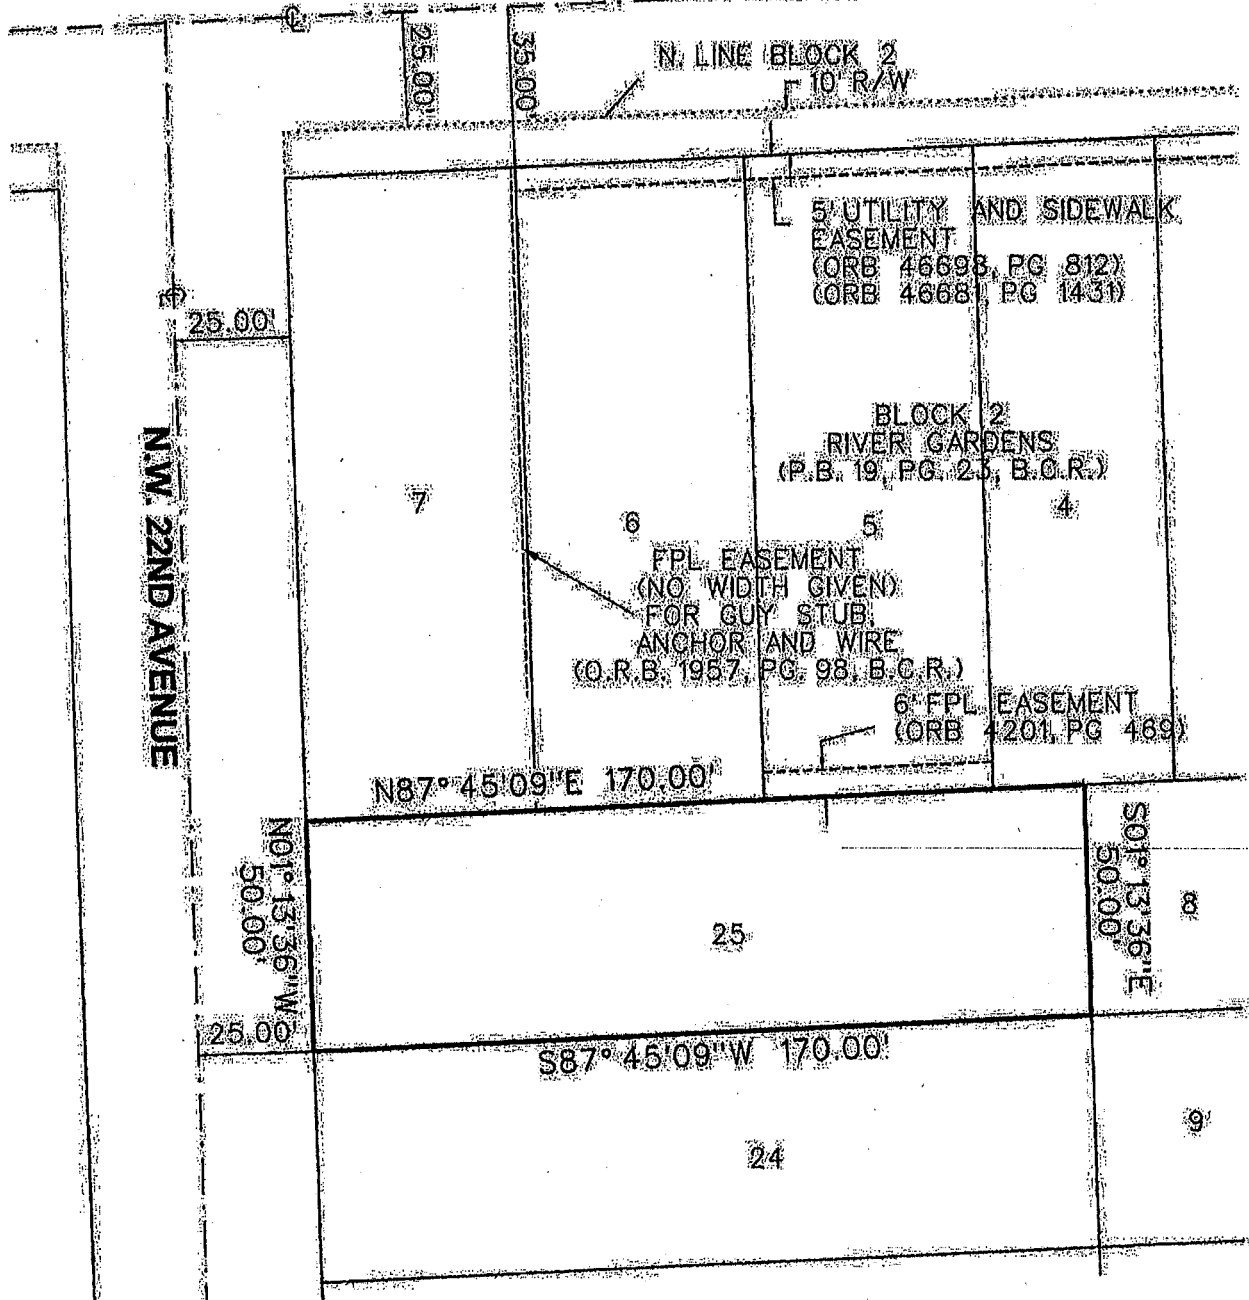 25.00'
35.00'
N. LINE BLOCK 2
10' R/W
5' UTILITY AND SIDEWALK
EASEMENT
(ORB 46698, PG 812)
(ORB 46681, PG 1431)
25.00'
BLOCK 2
RIVER GARDENS
(P.B. 19, PG. 23, B.C.R.)
7
6
5
4
N.W. 22ND AVENUE
FPL EASEMENT
(NO WIDTH GIVEN)
FOR GUY STUB,
ANCHOR AND WIRE
(O.R.B. 1957, PG. 98, B.C.R.)
6' FPL EASEMENT
(ORB 4201, PG 469)
N87°45'09"E 170.00'
N01°13'36"W
50.00'
S01°13'36"E
50.00'
8
25
25.00'
S87°45'09"W 170.00'
9
24